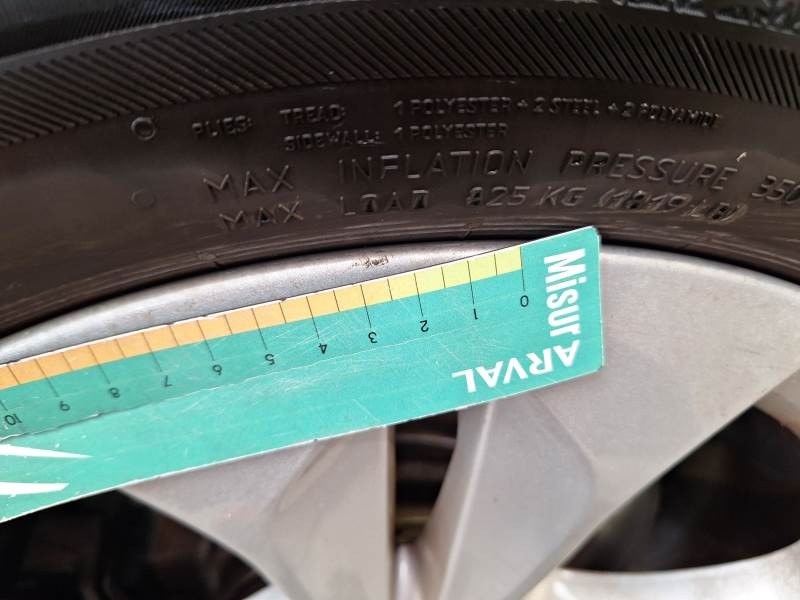 PLIES: TREAD: 1 POLYESTER + 2 STEEL + 2 POLYAMIDE
SIDEWALL: 1 POLYESTER
MAX INFLATION PRESSURE 350
MAX LOAD 825 KG (1819 LB)
Misur ARVAL
0 1 2 3 4 5 6 7 8 9 10